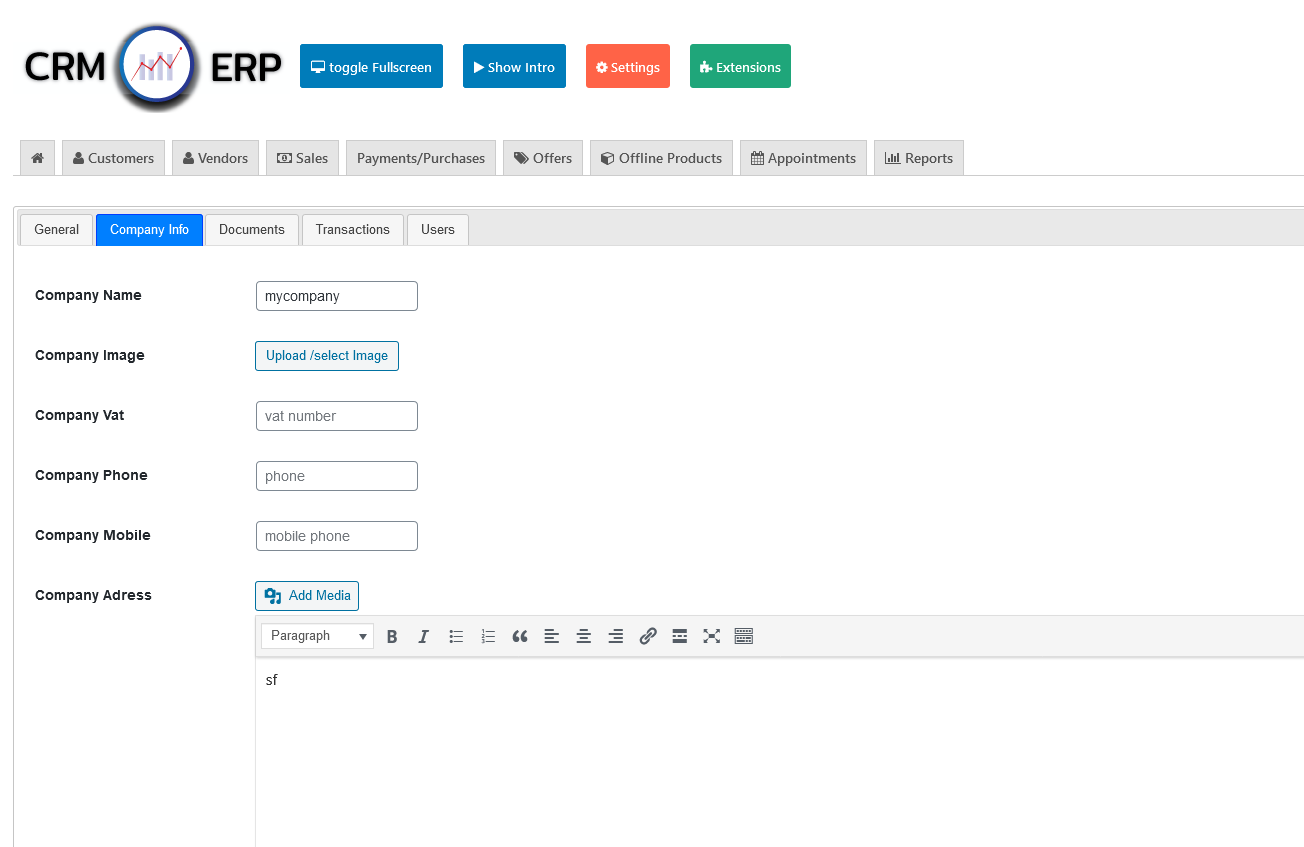 CRM ERP
toggle Fullscreen Show Intro Settings Extensions
Customers Vendors Sales Payments/Purchases Offers Offline Products Appointments Reports
General Company Info Documents Transactions Users
Company Name mycompany
Company Image Upload /select Image
Company Vat vat number
Company Phone phone
Company Mobile mobile phone
Company Adress Add Media
Paragraph B I
sf